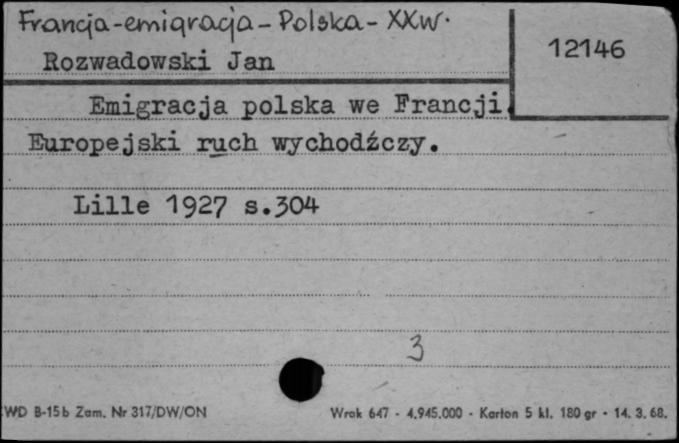 Francja-emigracja-Polska-XXw.
12146
Rozwadowski Jan
Emigracja polska we Francji.
Europejski ruch wychodźczy.
Lille 1927 s.304
3
WD B-15b Zam. Nr 317/DW/ON Wrok 647 - 4.945.000 - Karton 5 kl. 180 gr - 14. 3. 68.